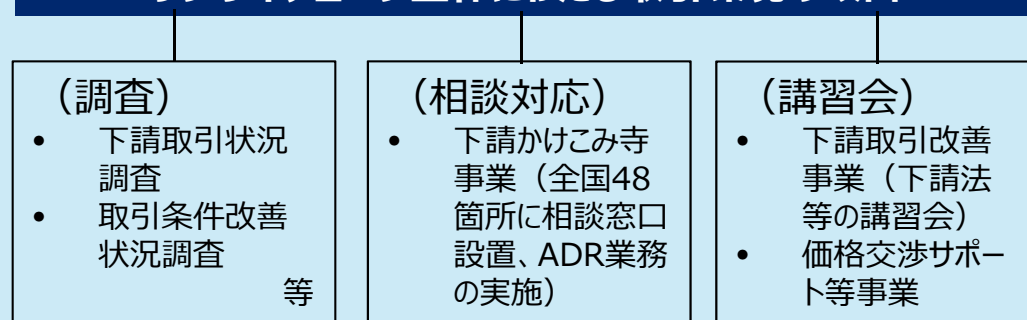 （調査）
• 下請取引状況
調査
• 取引条件改善
状況調査
等
（相談対応）
• 下請かけこみ寺
事業（全国48
箇所に相談窓口
設置、ADR業務
の実施）
（講習会）
• 下請取引改善
事業（下請法
等の講習会）
• 価格交渉サポー
ト等事業